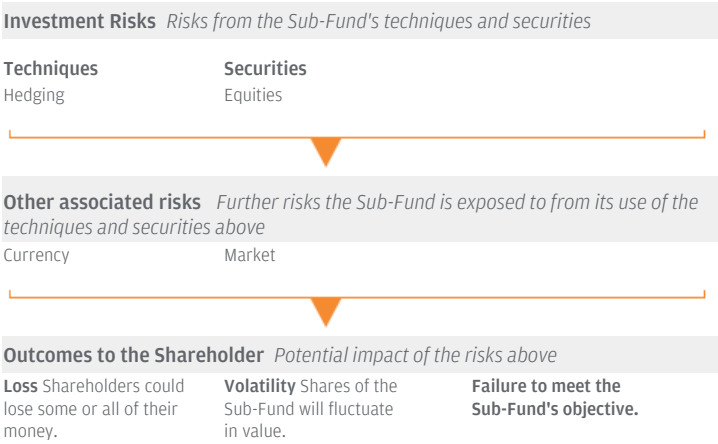 Investment Risks Risks from the Sub-Fund's techniques and securities
Techniques Securities
Hedging Equities
Other associated risks Further risks the Sub-Fund is exposed to from its use of the
techniques and securities above
Currency Market
Outcomes to the Shareholder Potential impact of the risks above
Loss Shareholders could
lose some or all of their
money.
Volatility Shares of the
Sub-Fund will fluctuate
in value.
Failure to meet the
Sub-Fund's objective.